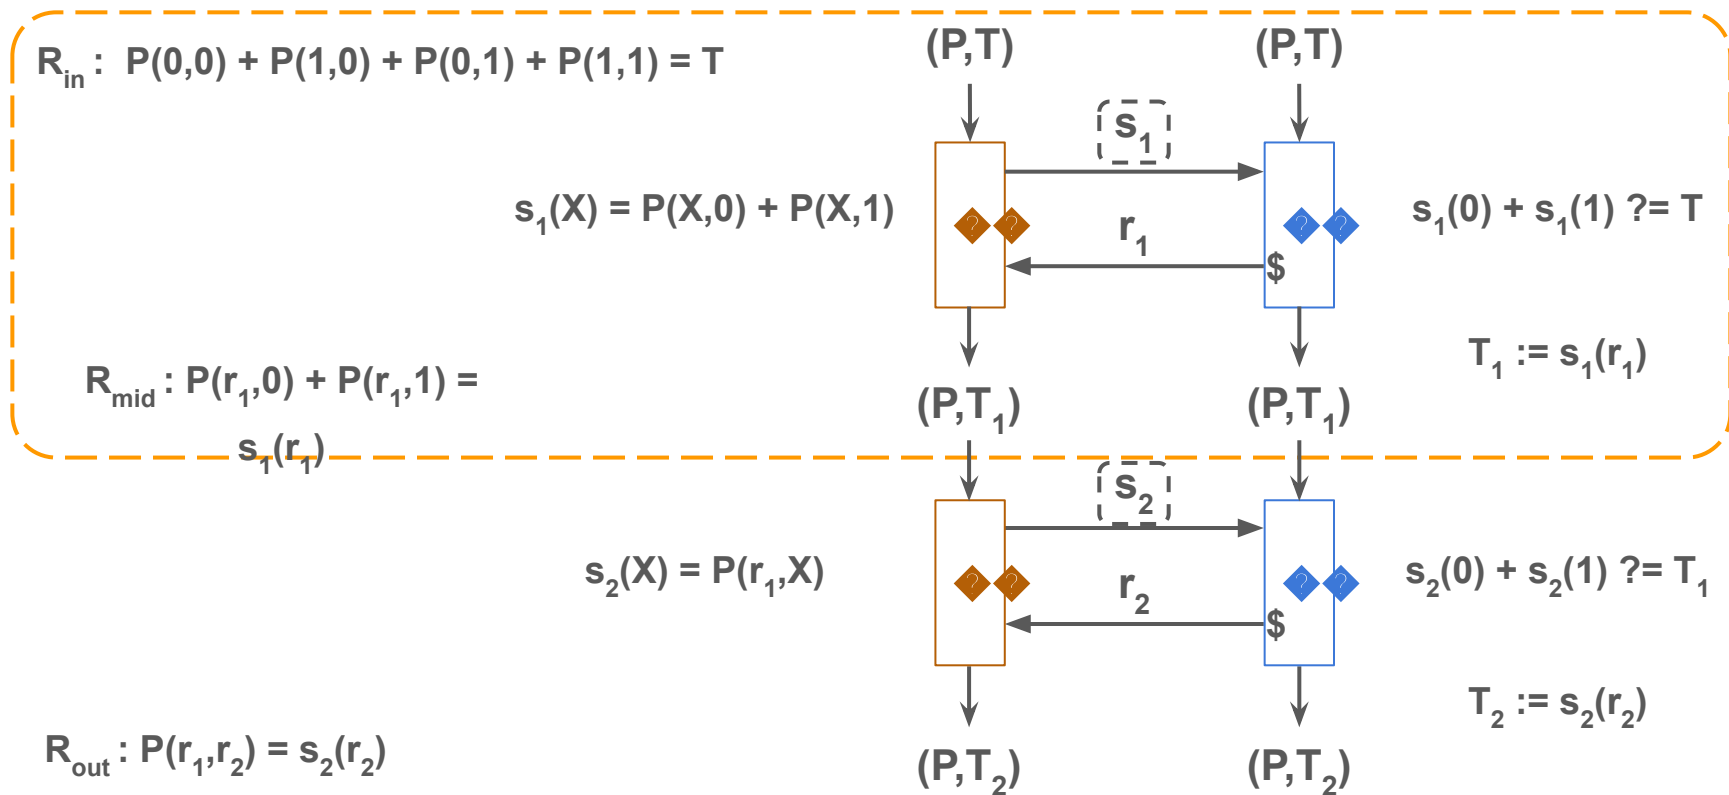 R_in : P(0,0) + P(1,0) + P(0,1) + P(1,1) = T
(P,T)
(P,T)
s_1
s_1(X) = P(X,0) + P(X,1)
��
r_1
��
$
s_1(0) + s_1(1) ?= T
T_1 := s_1(r_1)
R_mid : P(r_1,0) + P(r_1,1) =
s_1(r_1)
(P,T_1)
(P,T_1)
s_2
s_2(X) = P(r_1,X)
��
r_2
��
$
s_2(0) + s_2(1) ?= T_1
T_2 := s_2(r_2)
R_out : P(r_1,r_2) = s_2(r_2)
(P,T_2)
(P,T_2)